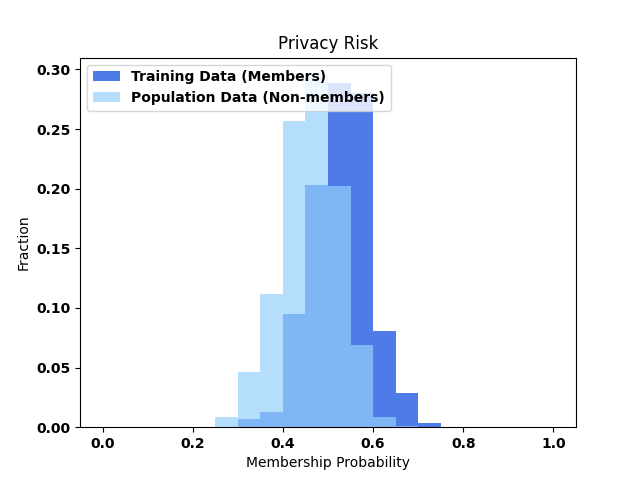 Privacy Risk
Training Data (Members)
Population Data (Non-members)
0.30
0.25
0.20
0.15
0.10
0.05
0.00
Fraction
0.0 0.2 0.4 0.6 0.8 1.0
Membership Probability